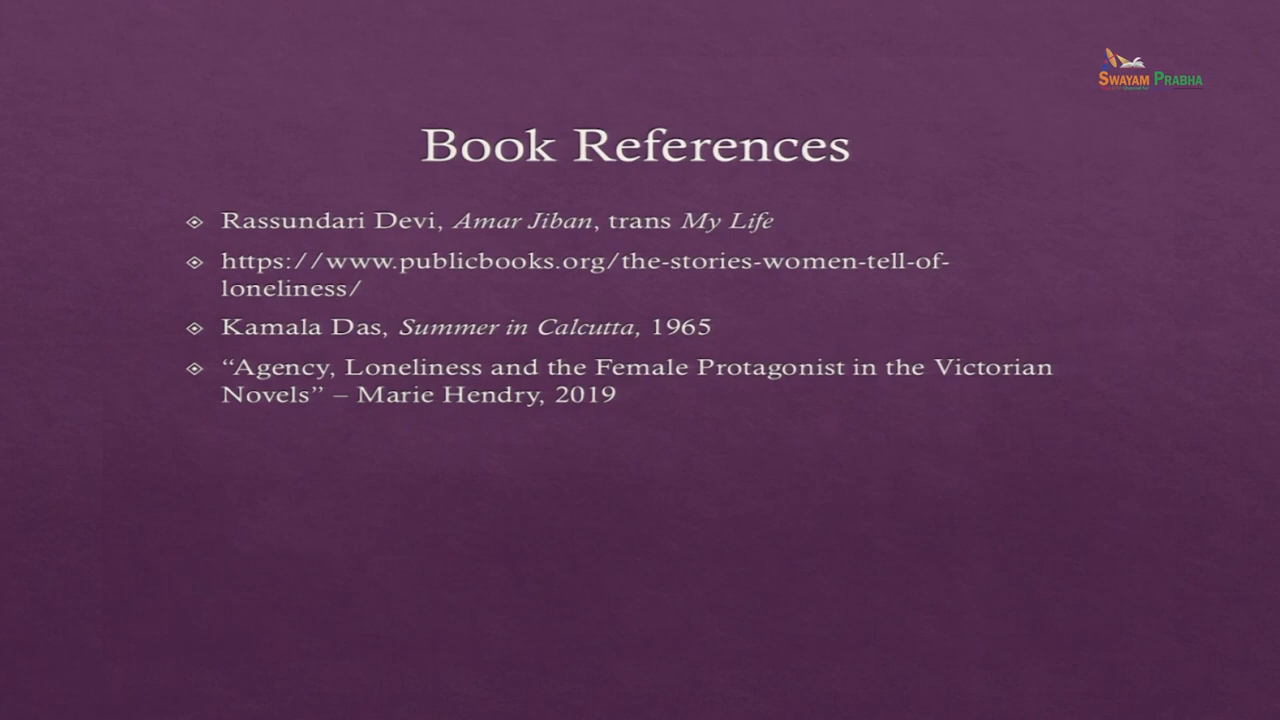 SWAYAM PRABHA
Book References
Rassundari Devi, Amar Jiban, trans My Life
https://www.publicbooks.org/the-stories-women-tell-of-
loneliness/
Kamala Das, Summer in Calcutta, 1965
“Agency, Loneliness and the Female Protagonist in the Victorian
Novels” – Marie Hendry, 2019